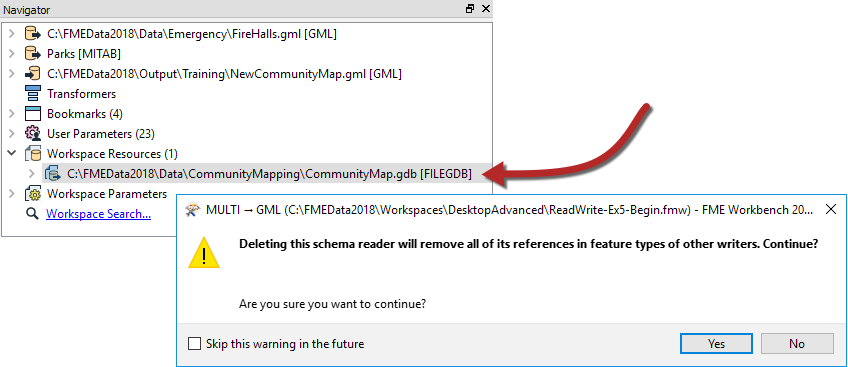 Navigator
C:\FMEData2018\Data\Emergency\FireHalls.gml [GML]
Parks [MITAB]
C:\FMEData2018\Output\Training\NewCommunityMap.gml [GML]
Transformers
Bookmarks (4)
User Parameters (23)
Workspace Resources (1)
C:\FMEData2018\Data\CommunityMapping\CommunityMap.gdb [FILEGDB]
Workspace Parameters
Workspace Search...
MULTI → GML (C:\FMEData2018\Workspaces\DesktopAdvanced\ReadWrite-Ex5-Begin.fmw) - FME Workbench 20...
Deleting this schema reader will remove all of its references in feature types of other writers. Continue?
Are you sure you want to continue?
Skip this warning in the future
Yes
No